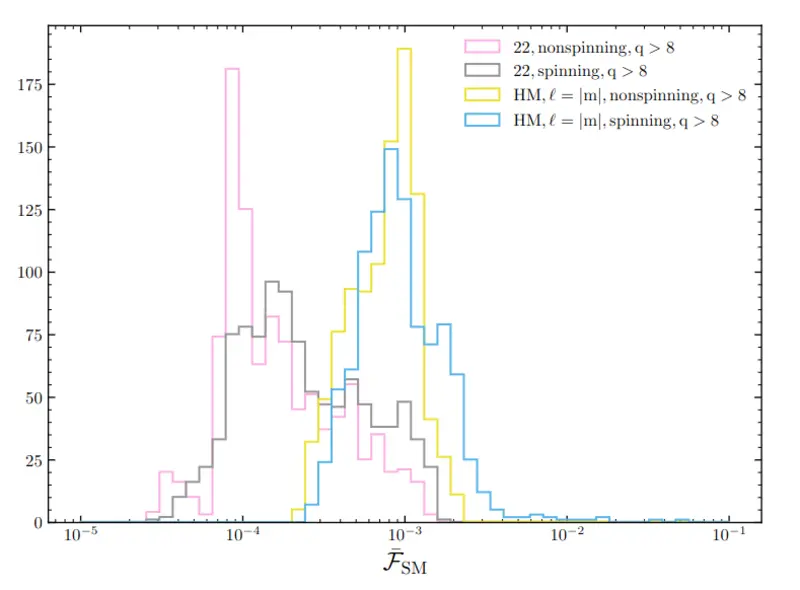 22, nonspinning, q > 8
22, spinning, q > 8
HM, ℓ = |m|, nonspinning, q > 8
HM, ℓ = |m|, spinning, q > 8
175
150
125
100
75
50
25
0
10⁻⁵ 10⁻⁴ 10⁻³ 10⁻² 10⁻¹
𝓕̄_SM